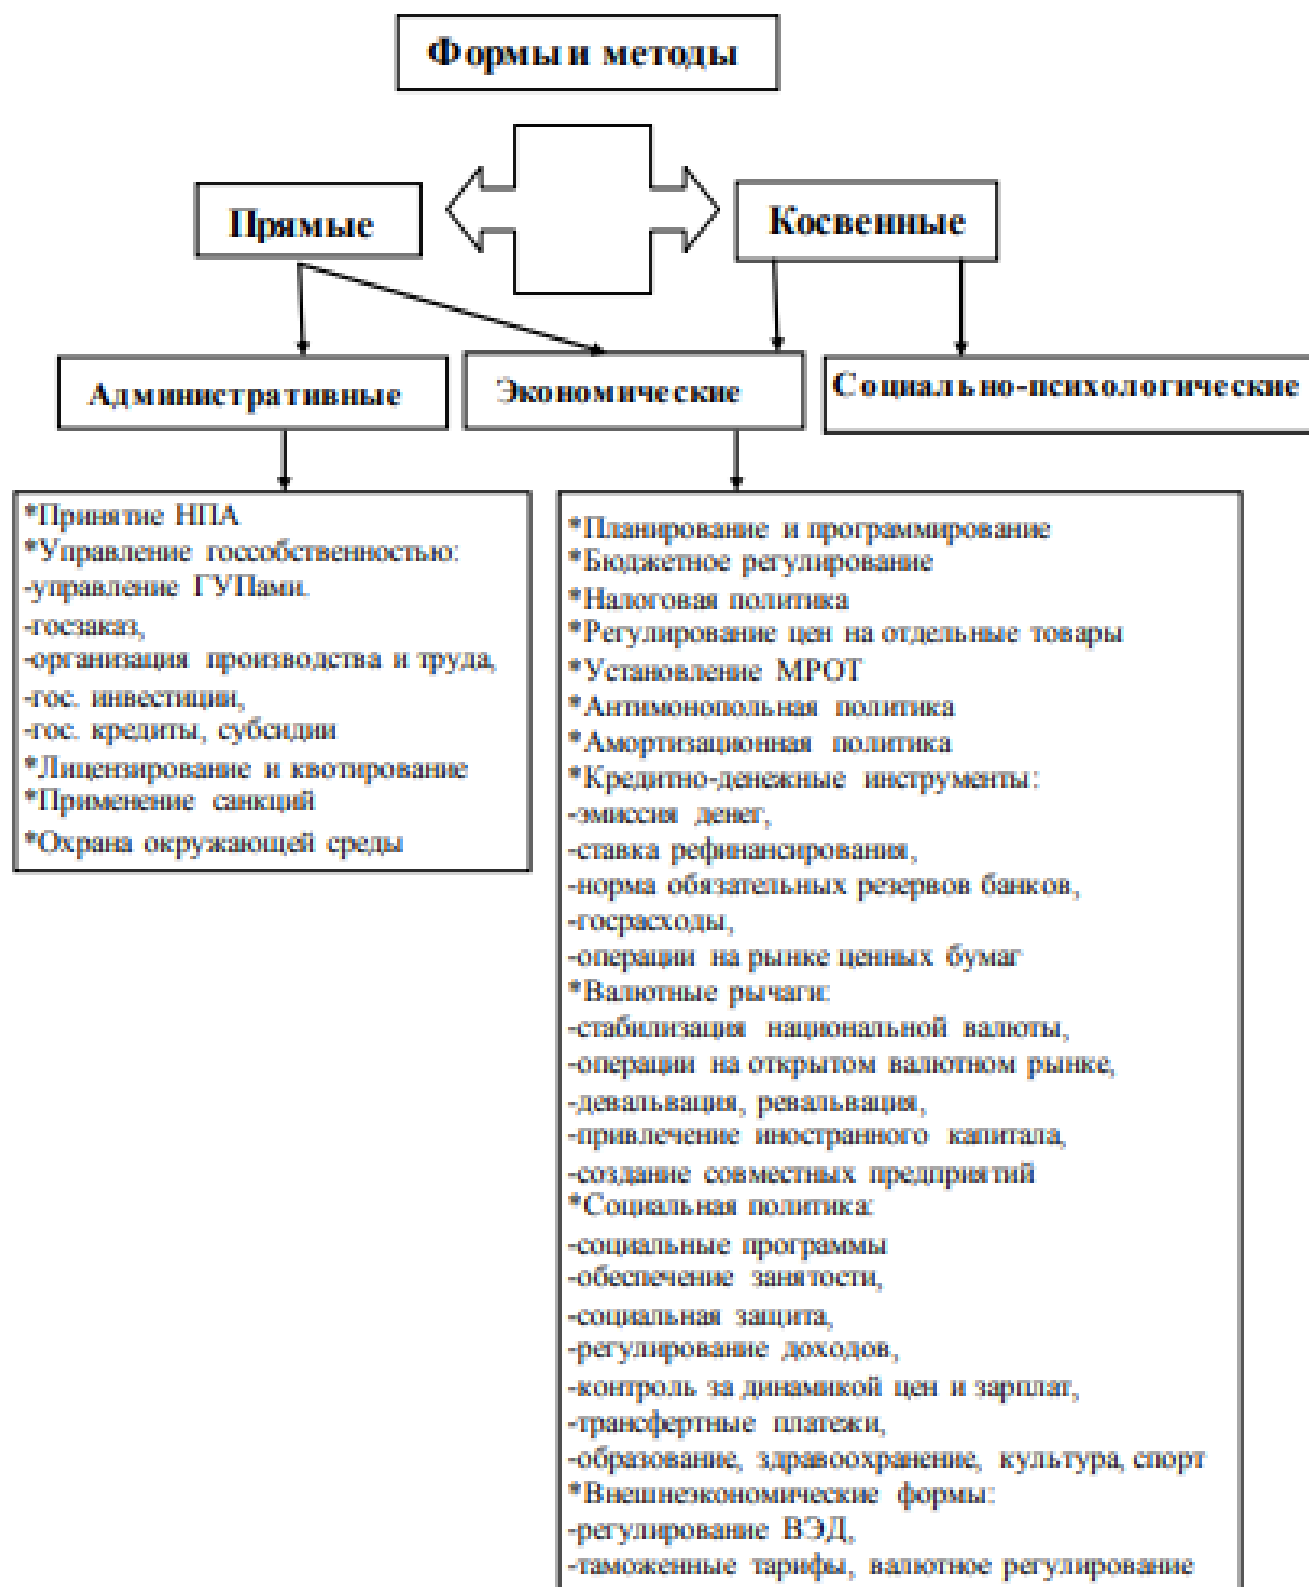 Формы и методы
Прямые
Косвенные
Административные
Экономические
Социально-психологические
*Принятие НПА
*Управление госсобственностью:
-управление ГУПами.
-госзаказ,
-организация производства и труда,
-гос. инвестиции,
-гос. кредиты, субсидии
*Лицензирование и квотирование
*Применение санкций
*Охрана окружающей среды
*Планирование и программирование
*Бюджетное регулирование
*Налоговая политика
*Регулирование цен на отдельные товары
*Установление МРОТ
*Антимонопольная политика
*Амортизационная политика
*Кредитно-денежные инструменты:
-эмиссия денег,
-ставка рефинансирования,
-норма обязательных резервов банков,
-госрасходы,
-операции на рынке ценных бумаг
*Валютные рычаги:
-стабилизация национальной валюты,
-операции на открытом валютном рынке,
-девальвация, ревальвация,
-привлечение иностранного капитала,
-создание совместных предприятий
*Социальная политика:
-социальные программы
-обеспечение занятости,
-социальная защита,
-регулирование доходов,
-контроль за динамикой цен и зарплат,
-трансфертные платежи,
-образование, здравоохранение, культура, спорт
*Внешнеэкономические формы:
-регулирование ВЭД,
-таможенные тарифы, валютное регулирование